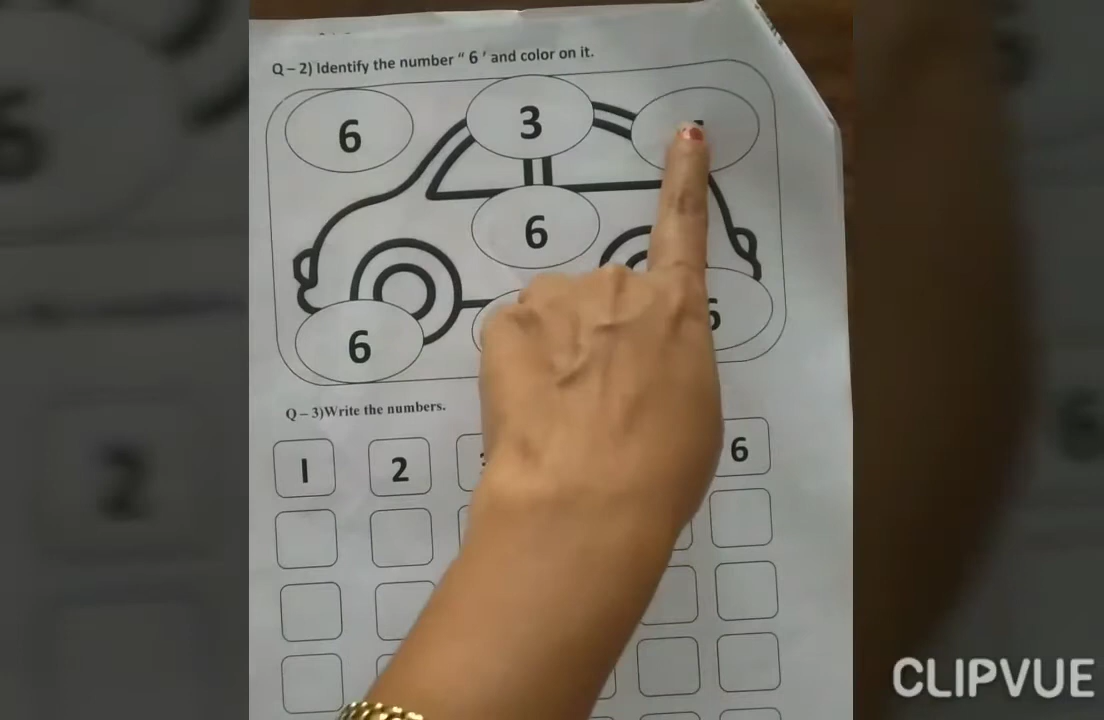 Q – 2) Identify the number “ 6 ’ and color on it.
6 3
6
6
Q – 3)Write the numbers.
1 2 6
CLIPVUE